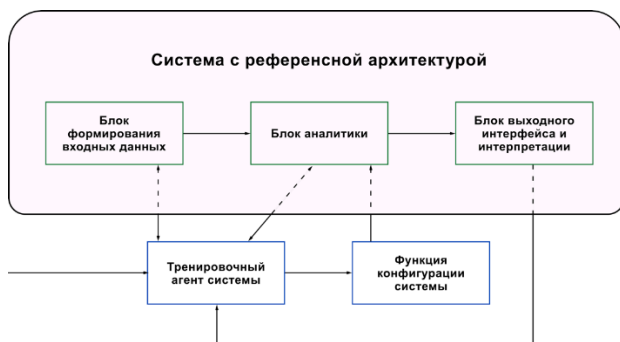 Система с референсной архитектурой
Блок
формирования
входных данных
Блок аналитики
Блок выходного
интерфейса и
интерпретации
Тренировочный
агент системы
Функция
конфигурации
системы